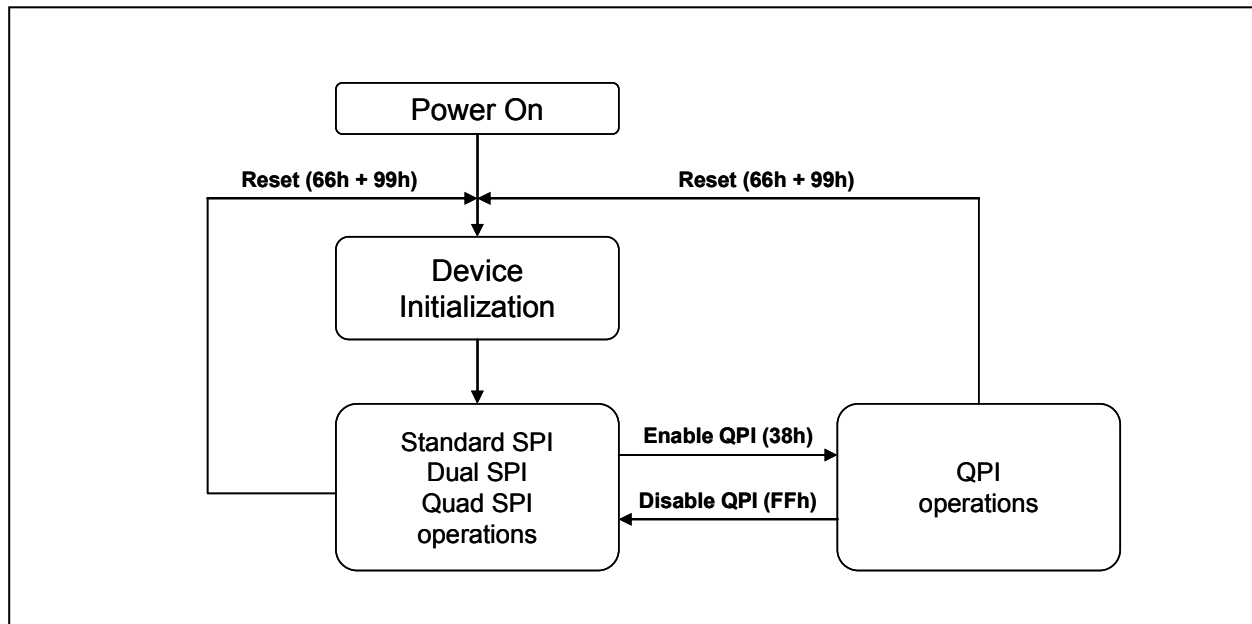 Power On
Reset (66h + 99h)
Reset (66h + 99h)
Device
Initialization
Standard SPI
Dual SPI
Quad SPI
operations
Enable QPI (38h)
Disable QPI (FFh)
QPI
operations